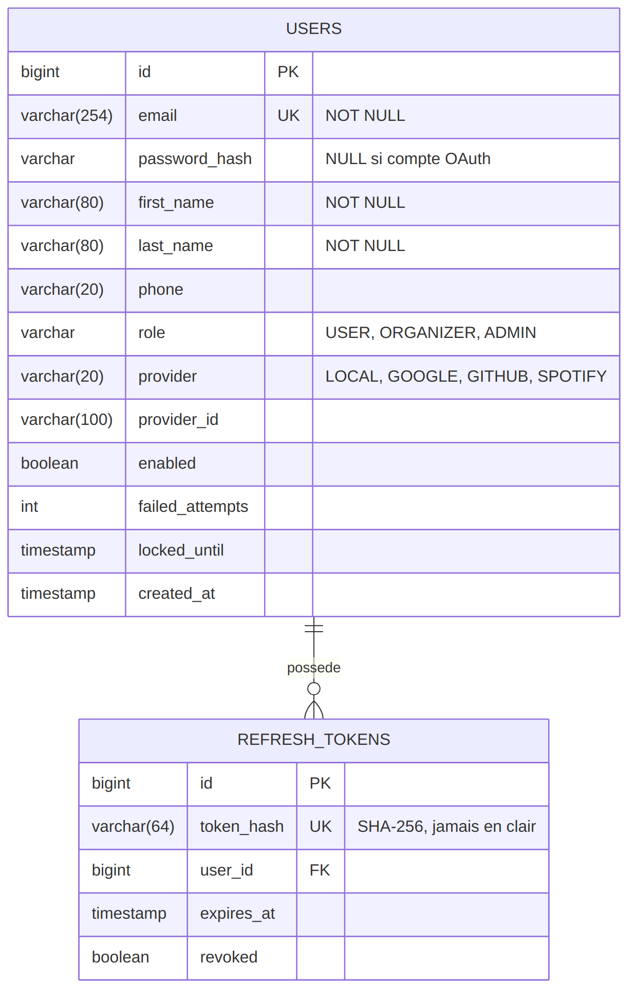 USERS
bigint id PK
varchar(254) email UK NOT NULL
varchar password_hash NULL si compte OAuth
varchar(80) first_name NOT NULL
varchar(80) last_name NOT NULL
varchar(20) phone
varchar role USER, ORGANIZER, ADMIN
varchar(20) provider LOCAL, GOOGLE, GITHUB, SPOTIFY
varchar(100) provider_id
boolean enabled
int failed_attempts
timestamp locked_until
timestamp created_at
possede
REFRESH_TOKENS
bigint id PK
varchar(64) token_hash UK SHA-256, jamais en clair
bigint user_id FK
timestamp expires_at
boolean revoked